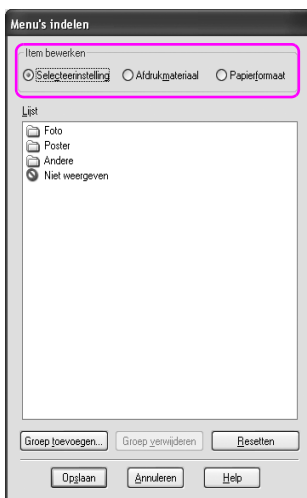 Menu's indelen
Item bewerken
Selecteerinstelling Afdrukmateriaal Papierformaat
Lijst
Foto
Poster
Andere
Niet weergeven
Groep toevoegen... Groep verwijderen Resetten
Opslaan Annuleren Help